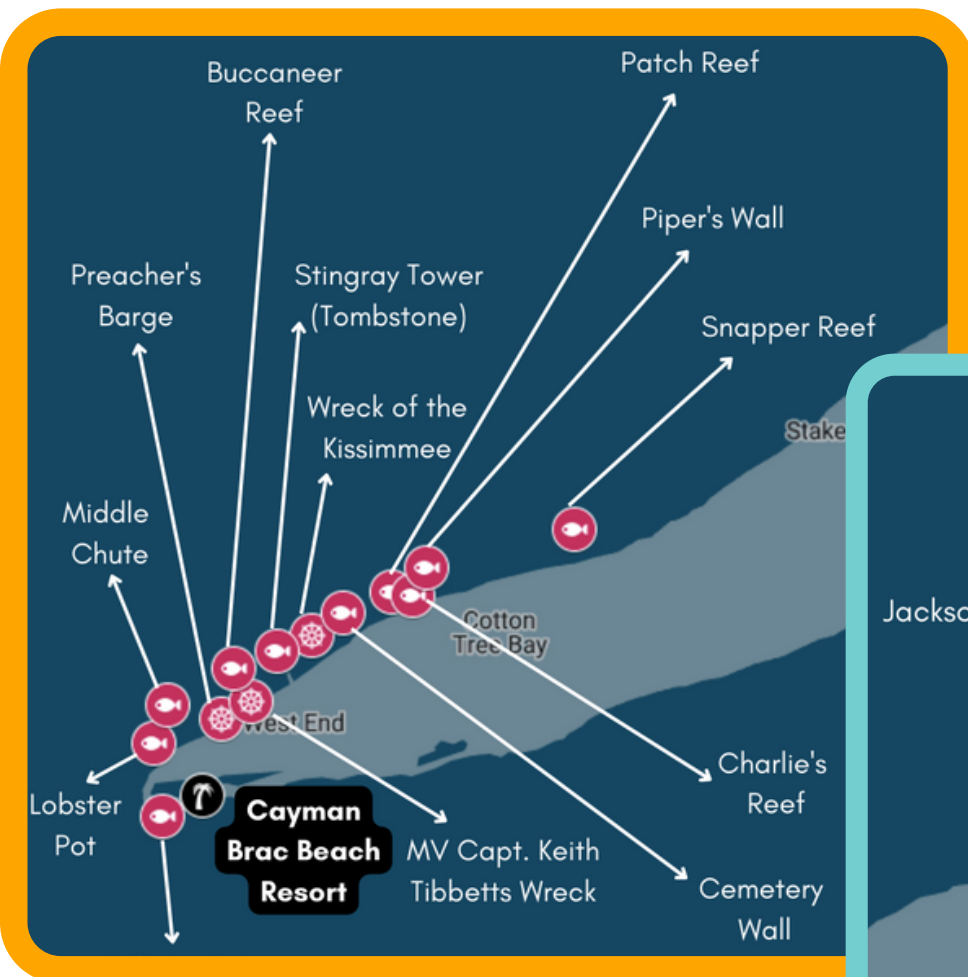 Buccaneer
Reef
Patch Reef
Piper's Wall
Preacher's
Barge
Stingray Tower
(Tombstone)
Snapper Reef
Wreck of the
Kissimmee
Stake
Middle
Chute
Jackso
Cotton
Tree Bay
West End
Lobster
Pot
Cayman
Brac Beach
Resort
MV Capt. Keith
Tibbetts Wreck
Charlie's
Reef
Cemetery
Wall